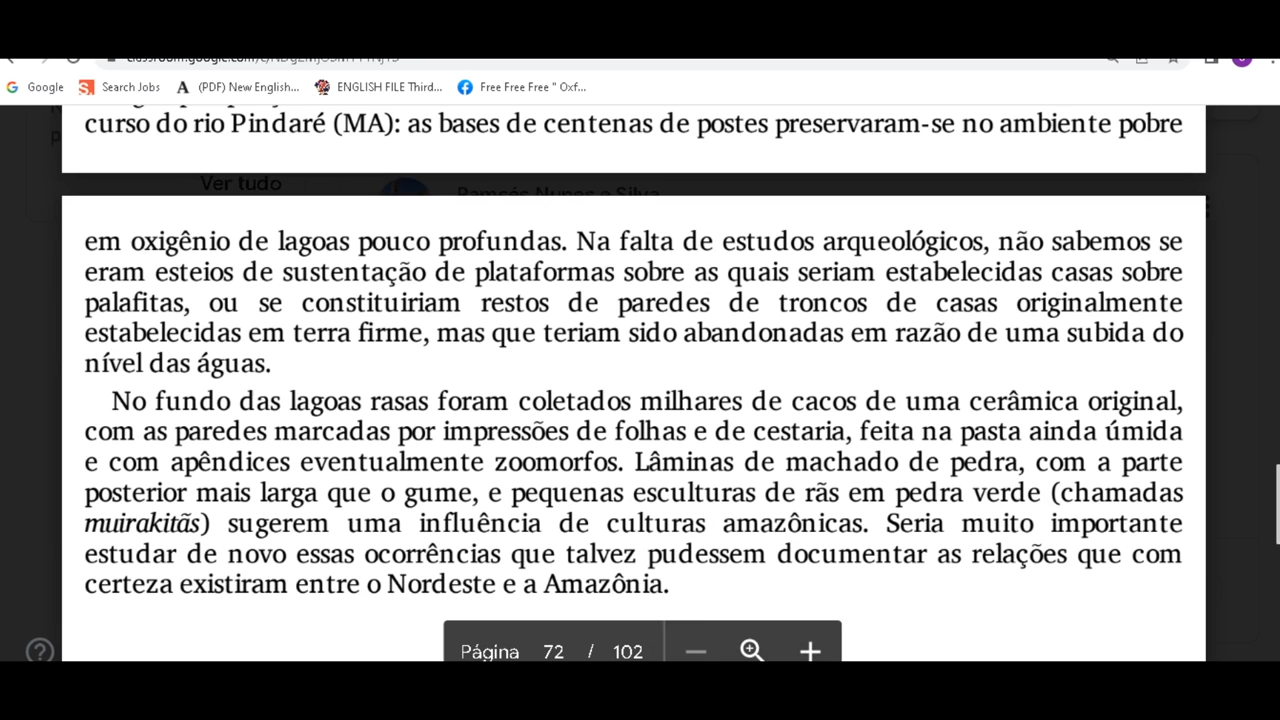 Google Search Jobs (PDF) New English... ENGLISH FILE Third... Free Free Free " Oxf...
curso do rio Pindaré (MA): as bases de centenas de postes preservaram-se no ambiente pobre
Ver tudo
Ramsés Nunes e Silva
em oxigênio de lagoas pouco profundas. Na falta de estudos arqueológicos, não sabemos se
eram esteios de sustentação de plataformas sobre as quais seriam estabelecidas casas sobre
palafitas, ou se constituiriam restos de paredes de troncos de casas originalmente
estabelecidas em terra firme, mas que teriam sido abandonadas em razão de uma subida do
nível das águas.
No fundo das lagoas rasas foram coletados milhares de cacos de uma cerâmica original,
com as paredes marcadas por impressões de folhas e de cestaria, feita na pasta ainda úmida
e com apêndices eventualmente zoomorfos. Lâminas de machado de pedra, com a parte
posterior mais larga que o gume, e pequenas esculturas de rãs em pedra verde (chamadas
muirakitãs) sugerem uma influência de culturas amazônicas. Seria muito importante
estudar de novo essas ocorrências que talvez pudessem documentar as relações que com
certeza existiram entre o Nordeste e a Amazônia.
Página 72 / 102